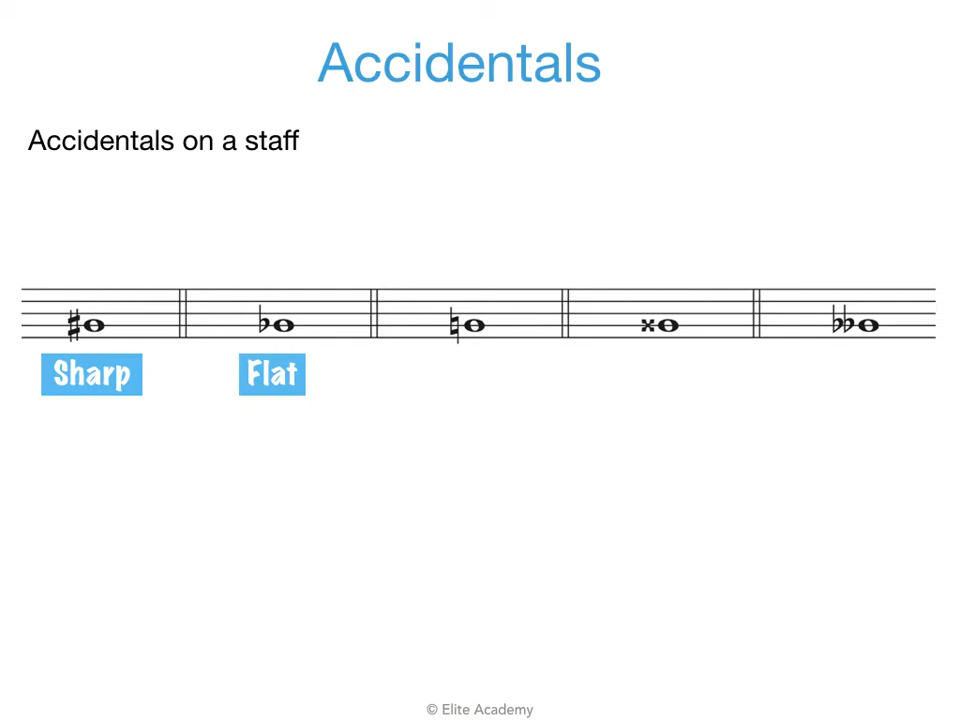 Accidentals
Accidentals on a staff
Sharp
Flat
© Elite Academy